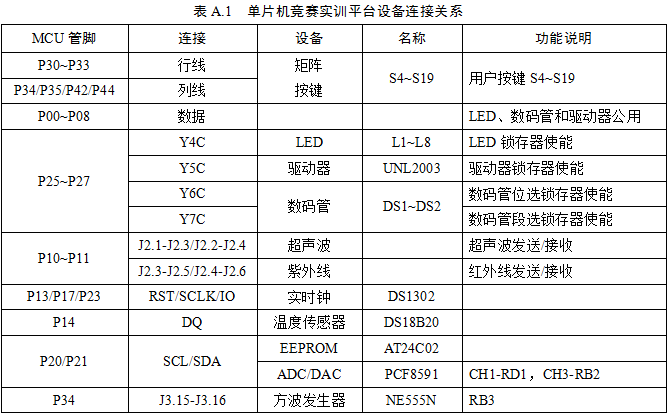 表 A.1 单片机竞赛实训平台设备连接关系
MCU 管脚 连接 设备 名称 功能说明
P30~P33 行线 矩阵 按键 S4~S19 用户按键 S4~S19
P34/P35/P42/P44 列线
P00~P08 数据 LED、数码管和驱动器公用
P25~P27 Y4C LED L1~L8 LED 锁存器使能
Y5C 驱动器 UNL2003 驱动器锁存器使能
Y6C 数码管 DS1~DS2 数码管位选锁存器使能
Y7C 数码管段选锁存器使能
P10~P11 J2.1-J2.3/J2.2-J2.4 超声波 超声波发送/接收
J2.3-J2.5/J2.4-J2.6 紫外线 红外线发送/接收
P13/P17/P23 RST/SCLK/IO 实时钟 DS1302
P14 DQ 温度传感器 DS18B20
P20/P21 SCL/SDA EEPROM AT24C02
ADC/DAC PCF8591 CH1-RD1，CH3-RB2
P34 J3.15-J3.16 方波发生器 NE555N RB3